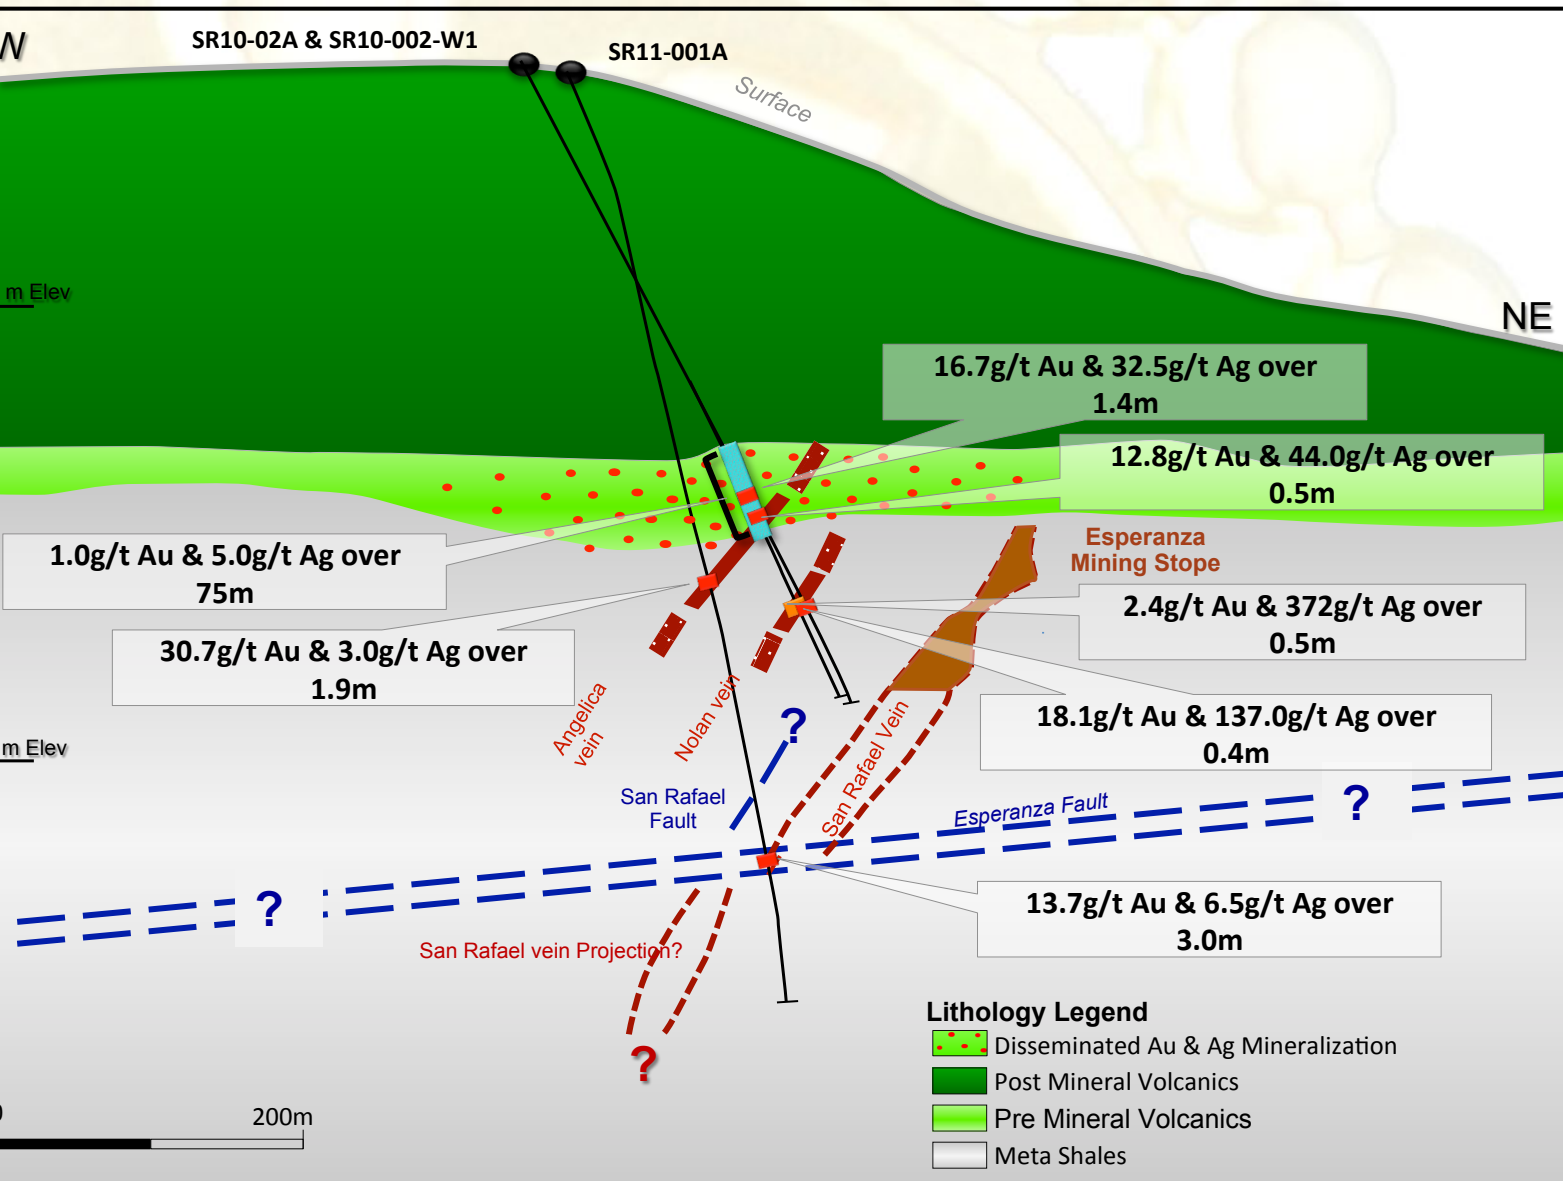 W
SR10-02A & SR10-002-W1
SR11-001A
Surface
m Elev
NE
16.7g/t Au & 32.5g/t Ag over
1.4m
12.8g/t Au & 44.0g/t Ag over
0.5m
1.0g/t Au & 5.0g/t Ag over
75m
Esperanza
Mining Stope
2.4g/t Au & 372g/t Ag over
0.5m
30.7g/t Au & 3.0g/t Ag over
1.9m
Angelica
vein
Nolan vein
San Rafael Vein
18.1g/t Au & 137.0g/t Ag over
0.4m
?
m Elev
San Rafael
Fault
Esperanza Fault
?
?
13.7g/t Au & 6.5g/t Ag over
3.0m
San Rafael vein Projection?
?
Lithology Legend
Disseminated Au & Ag Mineralization
Post Mineral Volcanics
Pre Mineral Volcanics
Meta Shales
0
200m